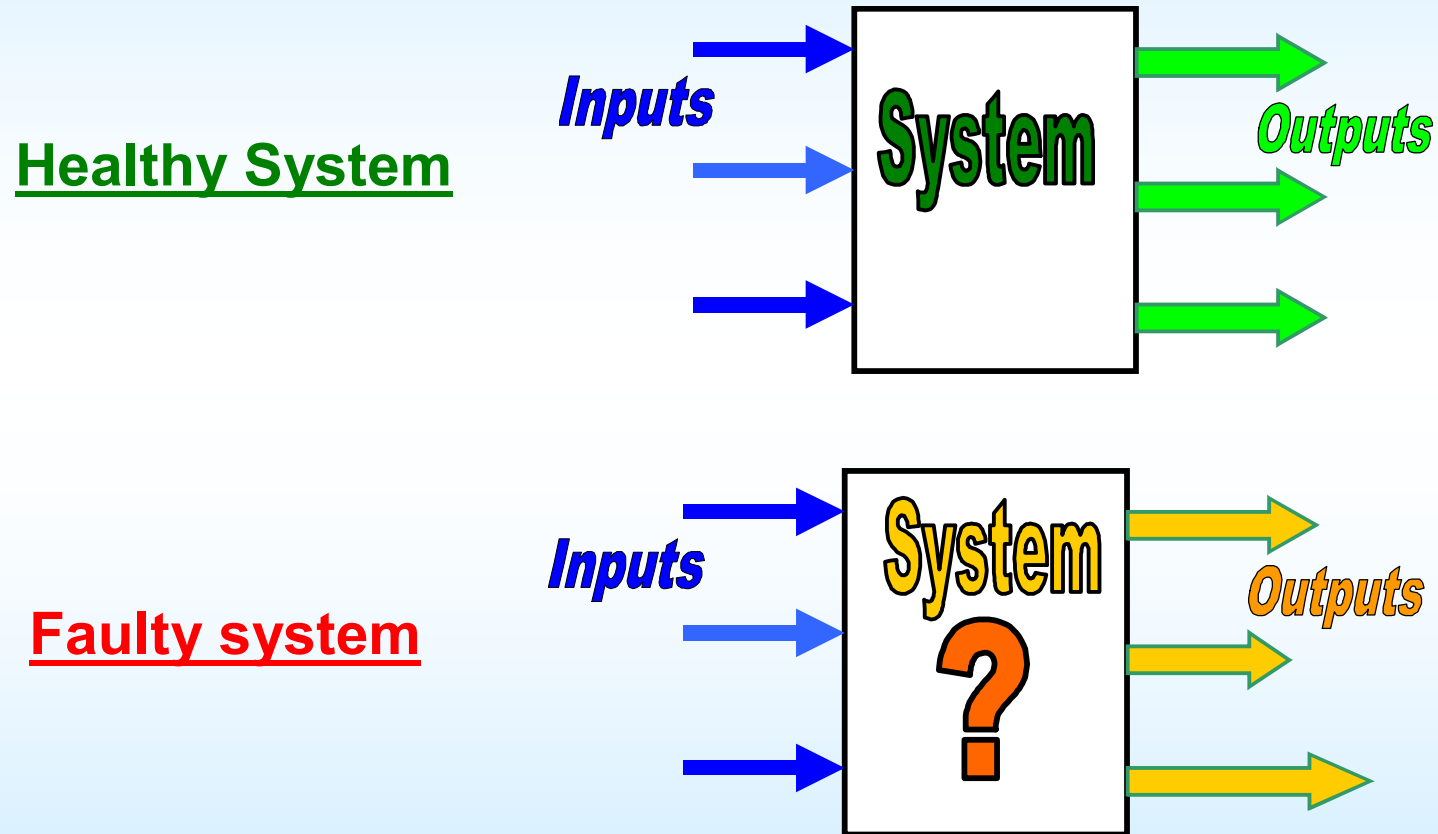 Inputs
System
Outputs
Healthy System
System
Inputs
Outputs
Faulty system
?